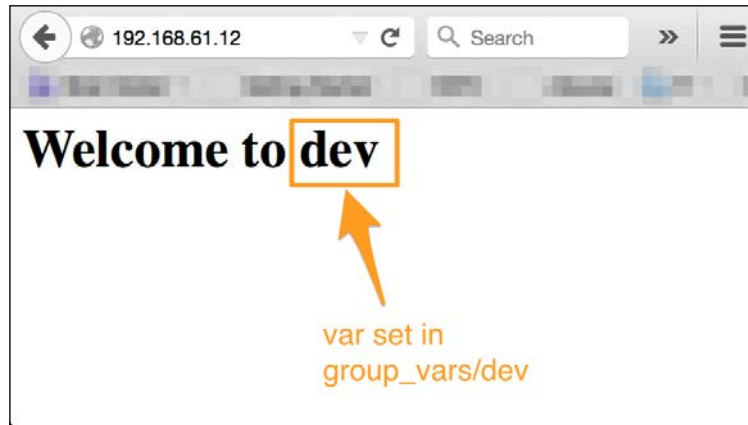 192.168.61.12 Search
Welcome to dev
var set in
group_vars/dev